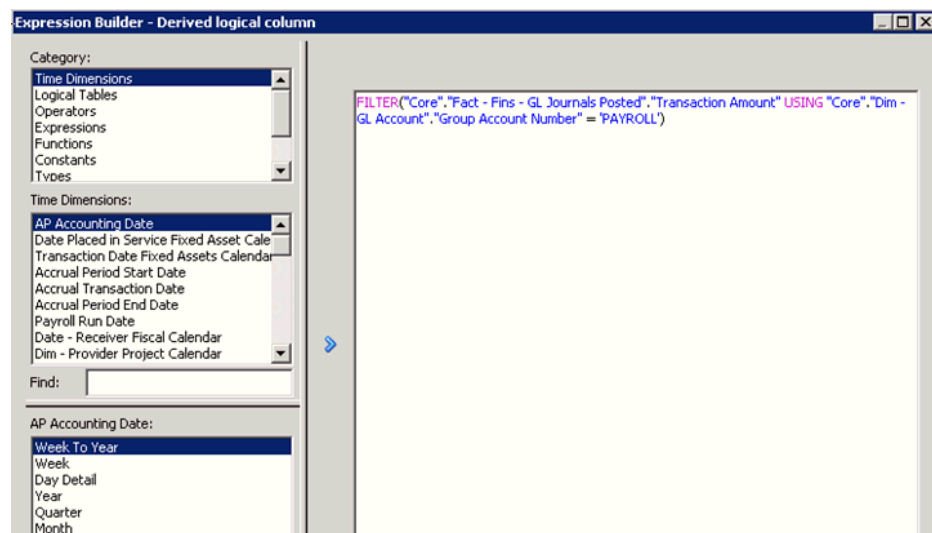 Expression Builder - Derived logical column
Category:
Time Dimensions
Logical Tables
Operators
Expressions
Functions
Constants
Types
Time Dimensions:
AP Accounting Date
Date Placed in Service Fixed Asset Cale
Transaction Date Fixed Assets Calendar
Accrual Period Start Date
Accrual Transaction Date
Accrual Period End Date
Payroll Run Date
Date - Receiver Fiscal Calendar
Dim - Provider Project Calendar
Find:
AP Accounting Date:
Week To Year
Week
Day Detail
Year
Quarter
Month
FILTER("Core"."Fact - Fins - GL Journals Posted"."Transaction Amount" USING "Core"."Dim -
GL Account"."Group Account Number" = 'PAYROLL')